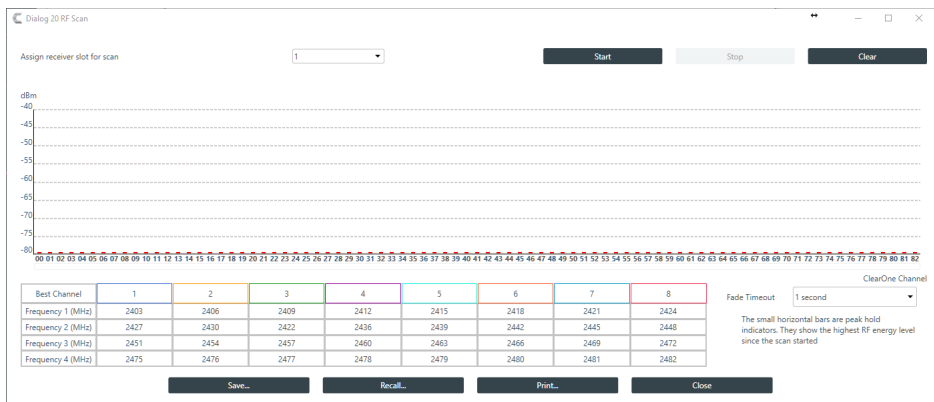 Dialog 20 RF Scan
Assign receiver slot for scan 1 Start Stop Clear
dBm
-40
-45
-50
-55
-60
-65
-70
-75
-80
00 01 02 03 04 05 06 07 08 09 10 11 12 13 14 15 16 17 18 19 20 21 22 23 24 25 26 27 28 29 30 31 32 33 34 35 36 37 38 39 40 41 42 43 44 45 46 47 48 49 50 51 52 53 54 55 56 57 58 59 60 61 62 63 64 65 66 67 68 69 70 71 72 73 74 75 76 77 78 79 80 81 82
ClearOne Channel
Best Channel 1 2 3 4 5 6 7 8
Frequency 1 (MHz) 2403 2406 2409 2412 2415 2418 2421 2424
Frequency 2 (MHz) 2427 2430 2422 2436 2439 2442 2445 2448
Frequency 3 (MHz) 2451 2454 2457 2460 2463 2466 2469 2472
Frequency 4 (MHz) 2475 2476 2477 2478 2479 2480 2481 2482
Fade Timeout 1 second
The small horizontal bars are peak hold
indicators. They show the highest RF energy level
since the scan started
Save... Recall... Print... Close